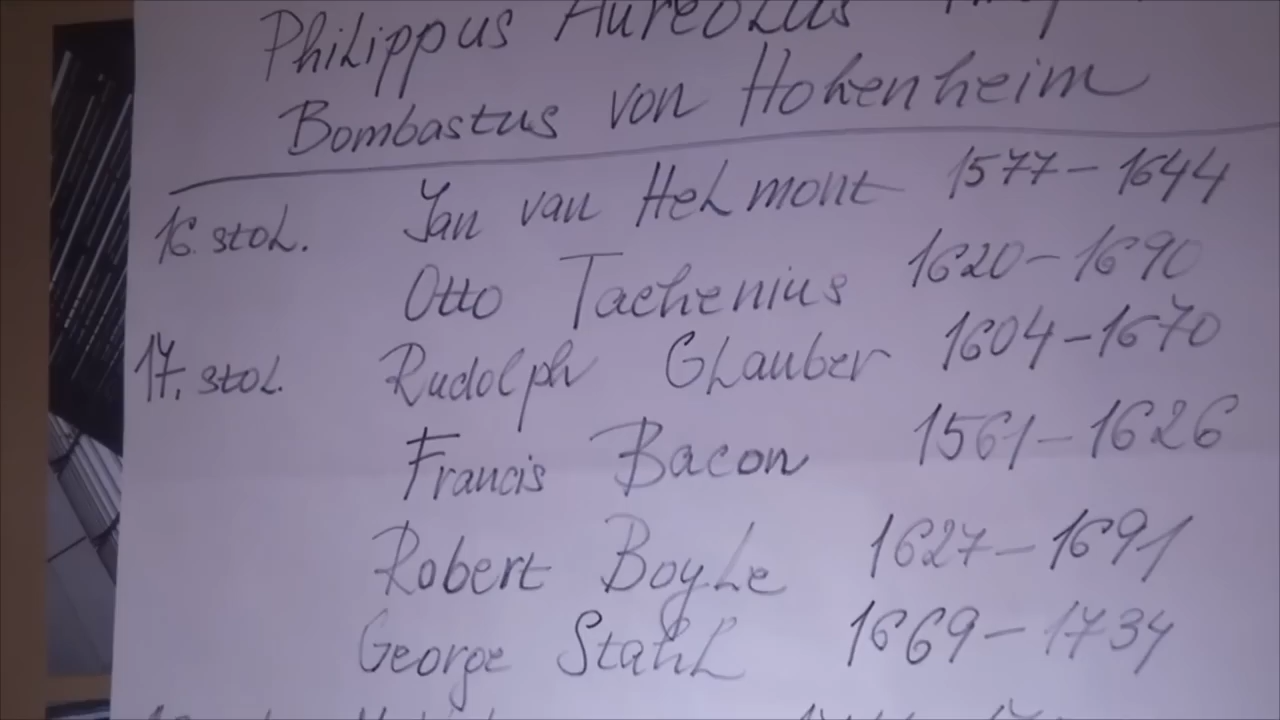 Philippus Aureolus
Bombastus von Hohenheim
16. stol. Jan van Helmont 1577-1644
Otto Tachenius 1620-1690
17. stol. Rudolph Glauber 1604-1670
Francis Bacon 1561-1626
Robert Boyle 1627-1691
George Stahl 1669-1734